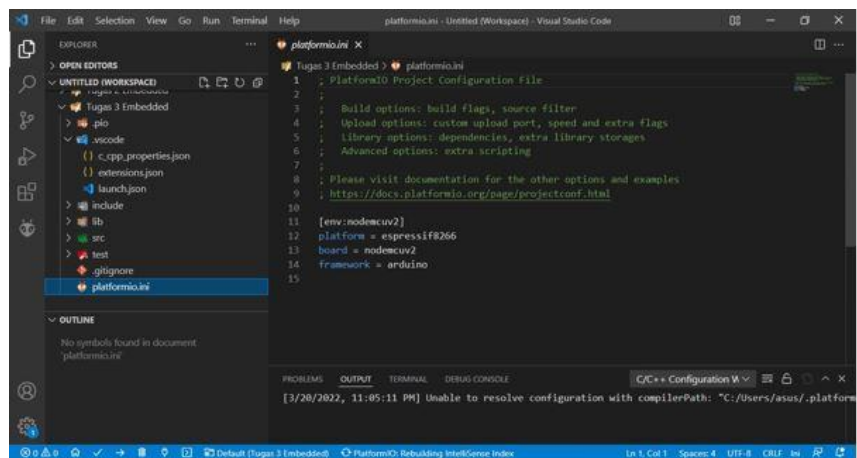 File Edit Selection View Go Run Terminal Help
platformio.ini - Untitled (Workspace) - Visual Studio Code
EXPLORER
OPEN EDITORS
UNTITLED (WORKSPACE)
Tugas 3 Embedded
.pio
.vscode
{} c_cpp_properties.json
{} extensions.json
launch.json
include
lib
src
test
.gitignore
platformio.ini
OUTLINE
No symbols found in document
'platformio.ini'
platformio.ini
Tugas 3 Embedded > platformio.ini
1 ; PlatformIO Project Configuration File
2 ;
3 ; Build options: build flags, source filter
4 ; Upload options: custom upload port, speed and extra flags
5 ; Library options: dependencies, extra library storages
6 ; Advanced options: extra scripting
7 ;
8 ; Please visit documentation for the other options and examples
9 ; https://docs.platformio.org/page/projectconf.html
10
11 [env:nodemcuv2]
12 platform = espressif8266
13 board = nodemcuv2
14 framework = arduino
15
PROBLEMS OUTPUT TERMINAL DEBUG CONSOLE
C/C++ Configuration W
[3/20/2022, 11:05:11 PM] Unable to resolve configuration with compilerPath: "C:/Users/asus/.platform
0 0 Default (Tugas 3 Embedded) PlatformIO: Rebuilding IntelliSense Index
Ln 1, Col 1 Spaces: 4 UTF-8 CRLF Ini